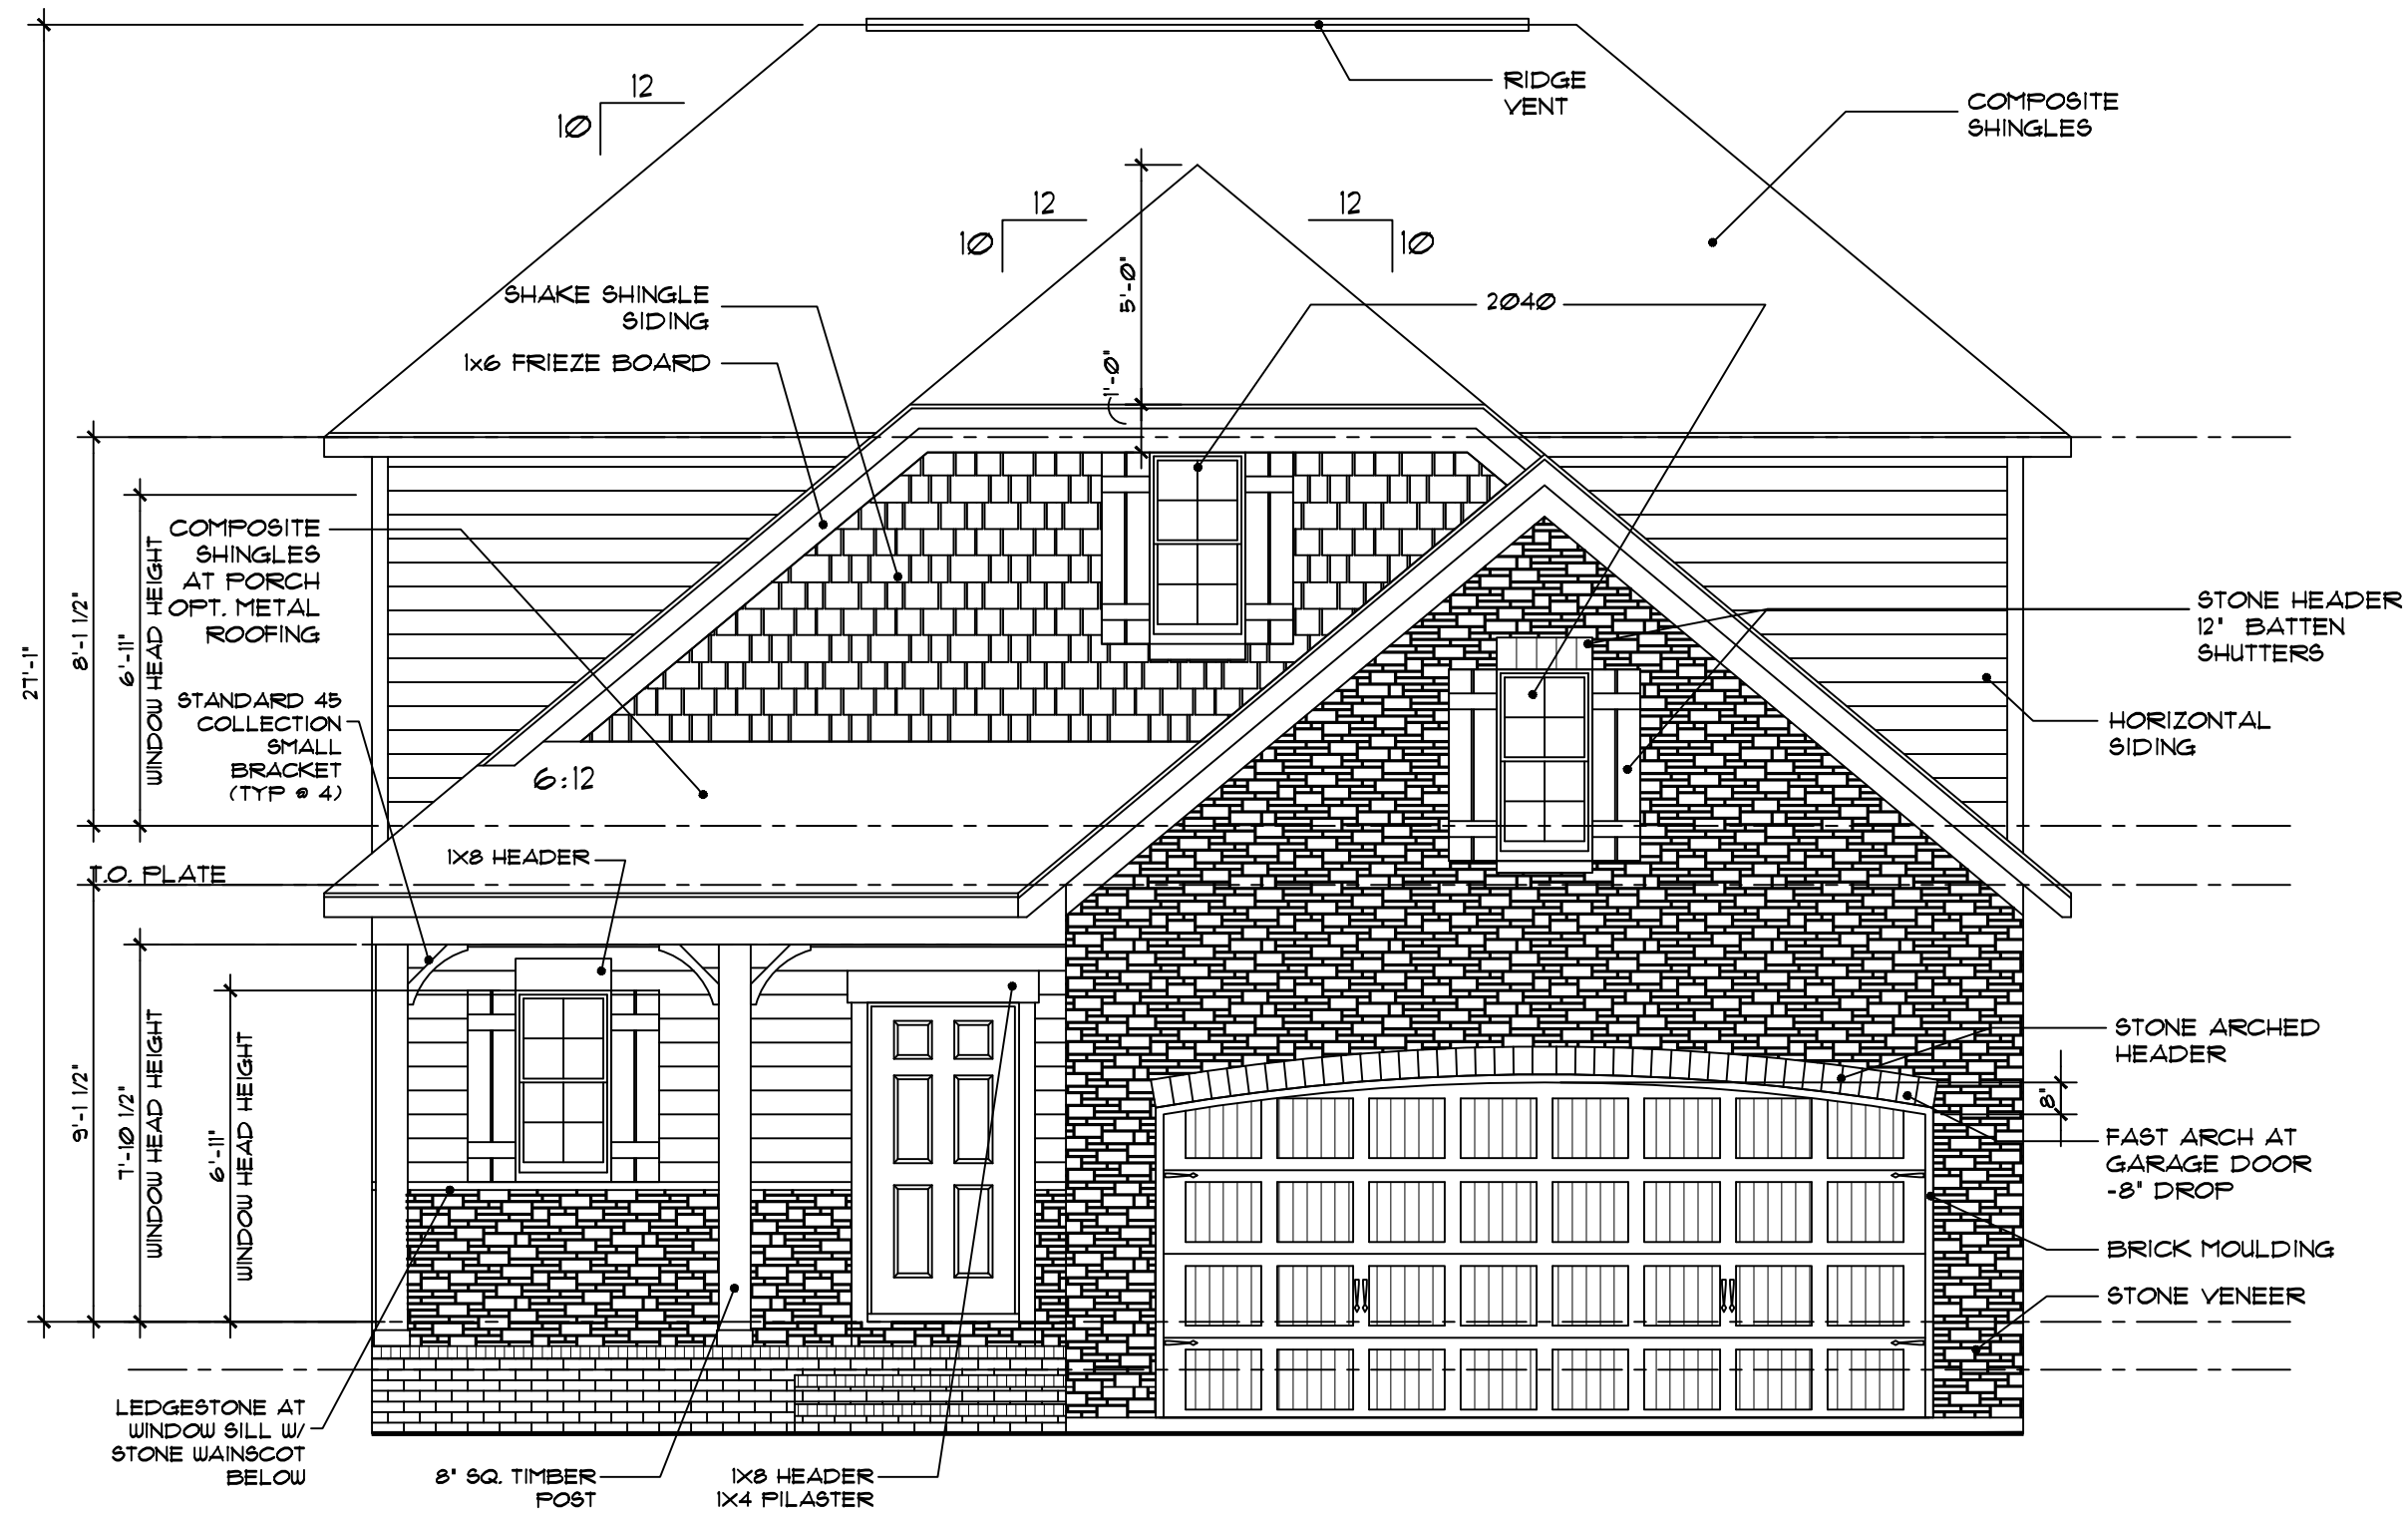 RIDGE
VENT
COMPOSITE
SHINGLES
12
10
12
10
12
10
5'-0"
1'-0"
2040
SHAKE SHINGLE
SIDING
1x6 FRIEZE BOARD
COMPOSITE
SHINGLES
AT PORCH
OPT. METAL
ROOFING
27'-1"
8'-1 1/2"
6'-11"
WINDOW HEAD HEIGHT
STANDARD 45
COLLECTION
SMALL
BRACKET
(TYP @ 4)
6:12
STONE HEADER
12" BATTEN
SHUTTERS
HORIZONTAL
SIDING
1X8 HEADER
T.O. PLATE
9'-1 1/2"
7'-10 1/2"
WINDOW HEAD HEIGHT
6'-11"
WINDOW HEAD HEIGHT
STONE ARCHED
HEADER
8"
FAST ARCH AT
GARAGE DOOR
-8" DROP
BRICK MOULDING
STONE VENEER
LEDGESTONE AT
WINDOW SILL W/
STONE WAINSCOT
BELOW
8" SQ. TIMBER
POST
1X8 HEADER
1X4 PILASTER